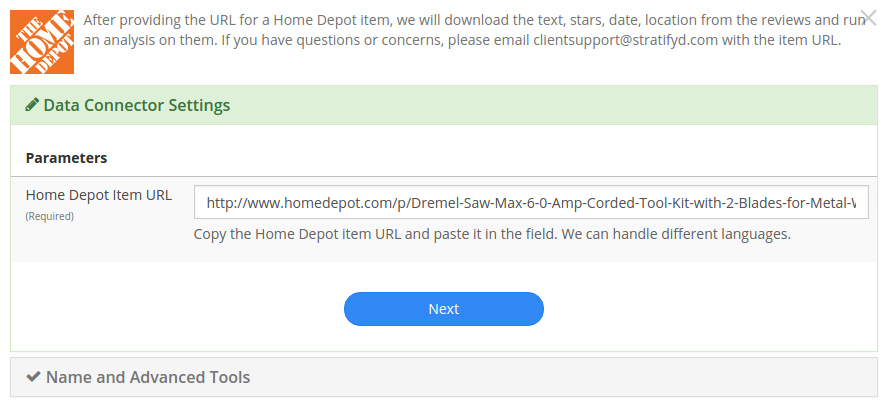 THE
HOME
DEPOT
After providing the URL for a Home Depot item, we will download the text, stars, date, location from the reviews and run
an analysis on them. If you have questions or concerns, please email clientsupport@stratifyd.com with the item URL.
Data Connector Settings
Parameters
Home Depot Item URL
(Required)
http://www.homedepot.com/p/Dremel-Saw-Max-6-0-Amp-Corded-Tool-Kit-with-2-Blades-for-Metal-
Copy the Home Depot item URL and paste it in the field. We can handle different languages.
Next
Name and Advanced Tools